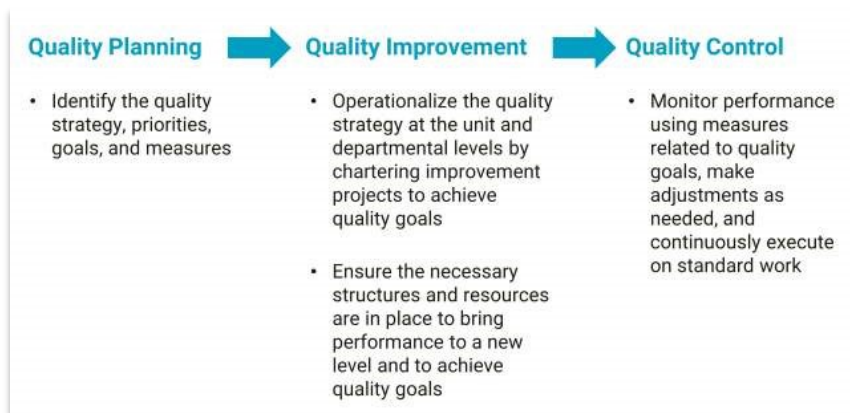 Quality Planning
• Identify the quality
strategy, priorities,
goals, and measures
Quality Improvement
• Operationalize the quality
strategy at the unit and
departmental levels by
chartering improvement
projects to achieve
quality goals
• Ensure the necessary
structures and resources
are in place to bring
performance to a new
level and to achieve
quality goals
Quality Control
• Monitor performance
using measures
related to quality
goals, make
adjustments as
needed, and
continuously execute
on standard work